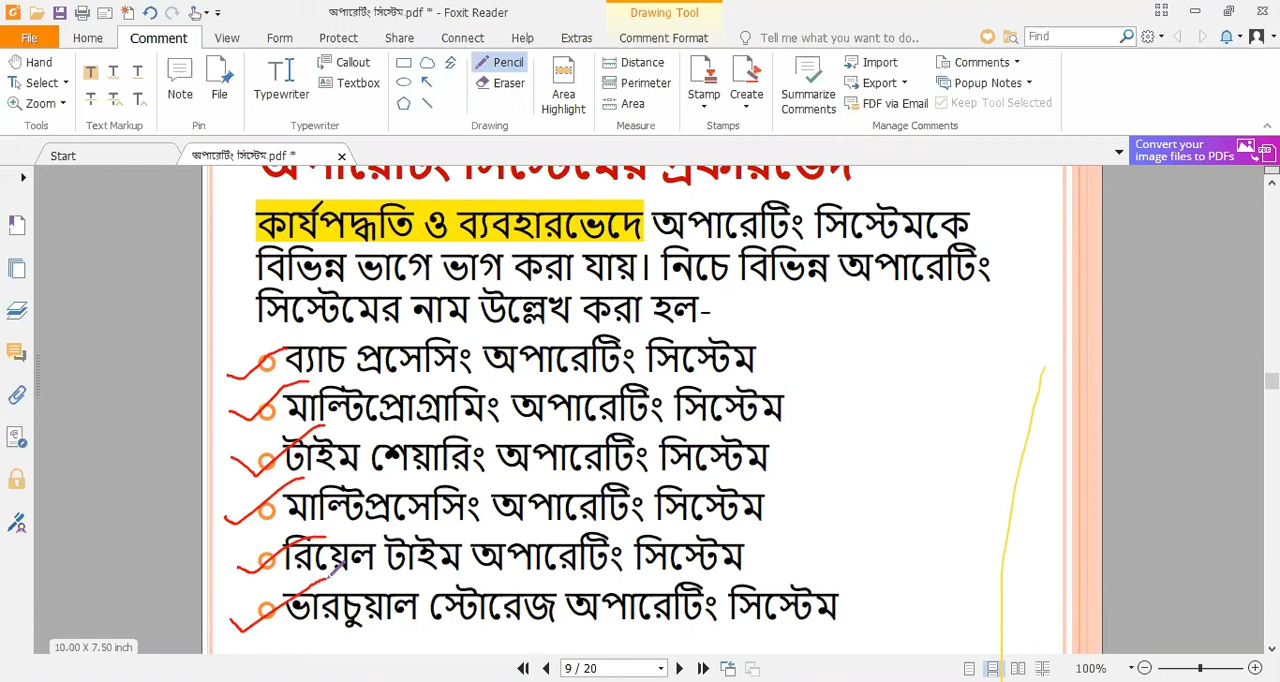 অপারেটিং সিস্টেম.pdf * - Foxit Reader
Drawing Tool
File Home Comment View Form Protect Share Connect Help Extras Comment Format Tell me what you want to do.. Find
Hand
Select
Zoom
Tools
Text Markup
Note
File
Pin
Typewriter
Callout
Textbox
Typewriter
Pencil
Eraser
Drawing
Area Highlight
Distance
Perimeter
Area
Measure
Stamp
Create
Stamps
Summarize Comments
Import
Export
FDF via Email
Comments
Popup Notes
Keep Tool Selected
Manage Comments
Start
অপারেটিং সিস্টেম.pdf *
Convert your
image files to PDFs
অপারেটিং সিস্টেমের প্রকারভেদ
কার্যপদ্ধতি ও ব্যবহারভেদে অপারেটিং সিস্টেমকে
বিভিন্ন ভাগে ভাগ করা যায়। নিচে বিভিন্ন অপারেটিং
সিস্টেমের নাম উল্লেখ করা হল-
ব্যাচ প্রসেসিং অপারেটিং সিস্টেম
মাল্টিপ্রোগ্রামিং অপারেটিং সিস্টেম
টাইম শেয়ারিং অপারেটিং সিস্টেম
মাল্টিপ্রসেসিং অপারেটিং সিস্টেম
রিয়েল টাইম অপারেটিং সিস্টেম
ভারচুয়াল স্টোরেজ অপারেটিং সিস্টেম
10.00 X 7.50 inch
9 / 20
100%